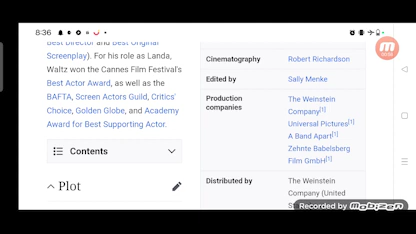 8:36
Best Director and Best Original
Screenplay). For his role as Landa,
Waltz won the Cannes Film Festival's
Best Actor Award, as well as the
BAFTA, Screen Actors Guild, Critics'
Choice, Golden Globe, and Academy
Award for Best Supporting Actor.
Contents
Plot
Cinematography Robert Richardson
Edited by Sally Menke
Production companies The Weinstein
Company[1]
Universal Pictures[1]
A Band Apart[1]
Zehnte Babelsberg
Film GmbH[1]
Distributed by The Weinstein
Company (United
Recorded by Mobizen